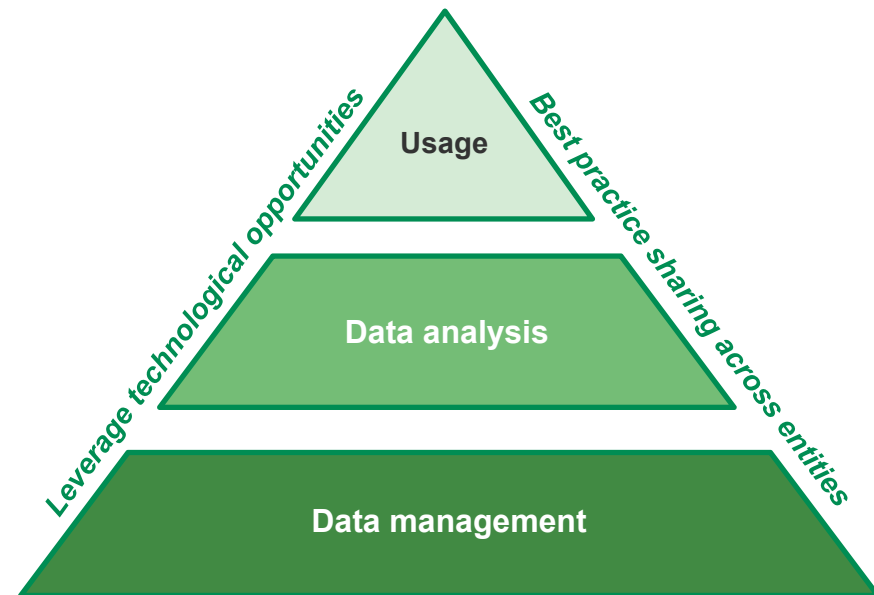 Usage
Leverage technological opportunities
Best practice sharing across entities
Data analysis
Data management